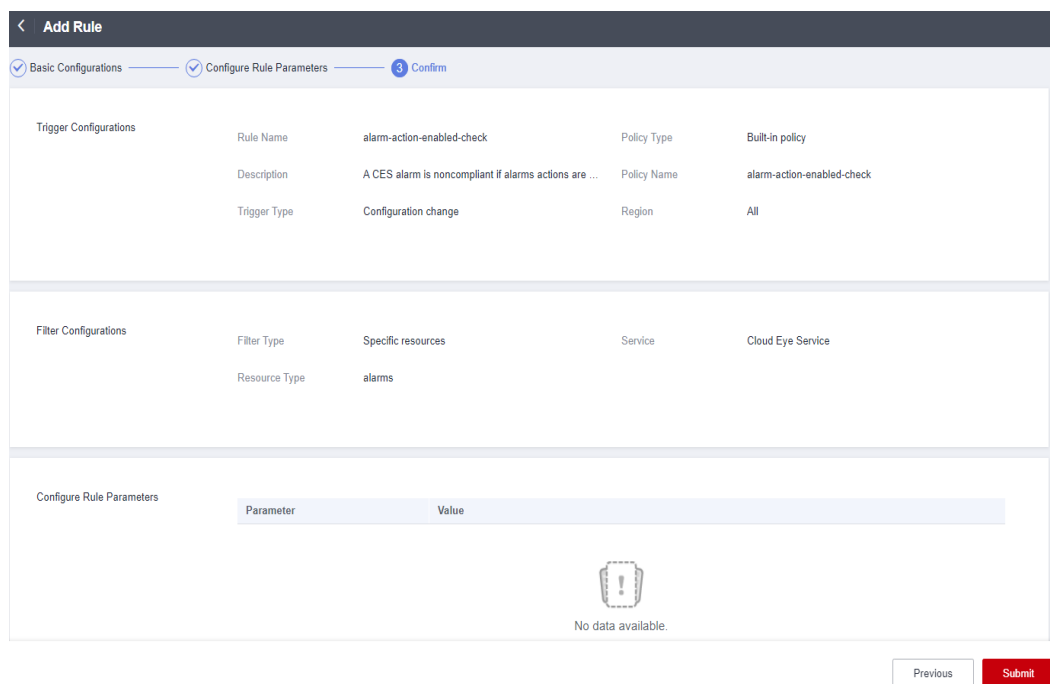 Add Rule
Basic Configurations
Configure Rule Parameters
3 Confirm
Trigger Configurations
Rule Name alarm-action-enabled-check Policy Type Built-in policy
Description A CES alarm is noncompliant if alarms actions are ... Policy Name alarm-action-enabled-check
Trigger Type Configuration change Region All
Filter Configurations
Filter Type Specific resources Service Cloud Eye Service
Resource Type alarms
Configure Rule Parameters
Parameter Value
No data available.
Previous Submit